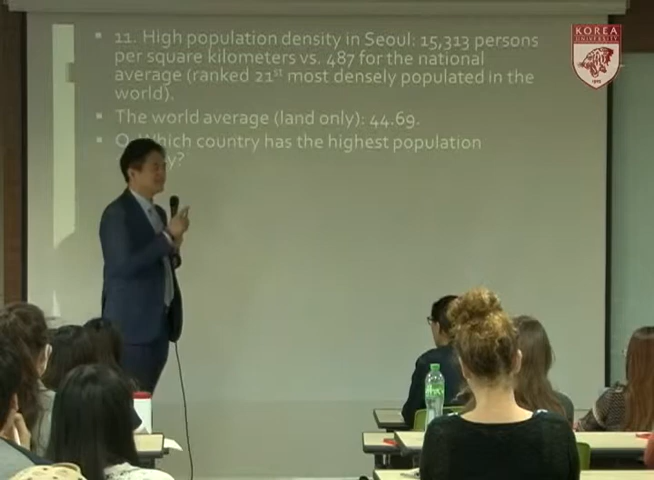 11. High population density in Seoul: 15,313 persons
per square kilometers vs. 487 for the national
average (ranked 21st most densely populated in the
world).
The world average (land only): 44.69.
Q. Which country has the highest population
y?
KOREA
UNIVERSITY
1905